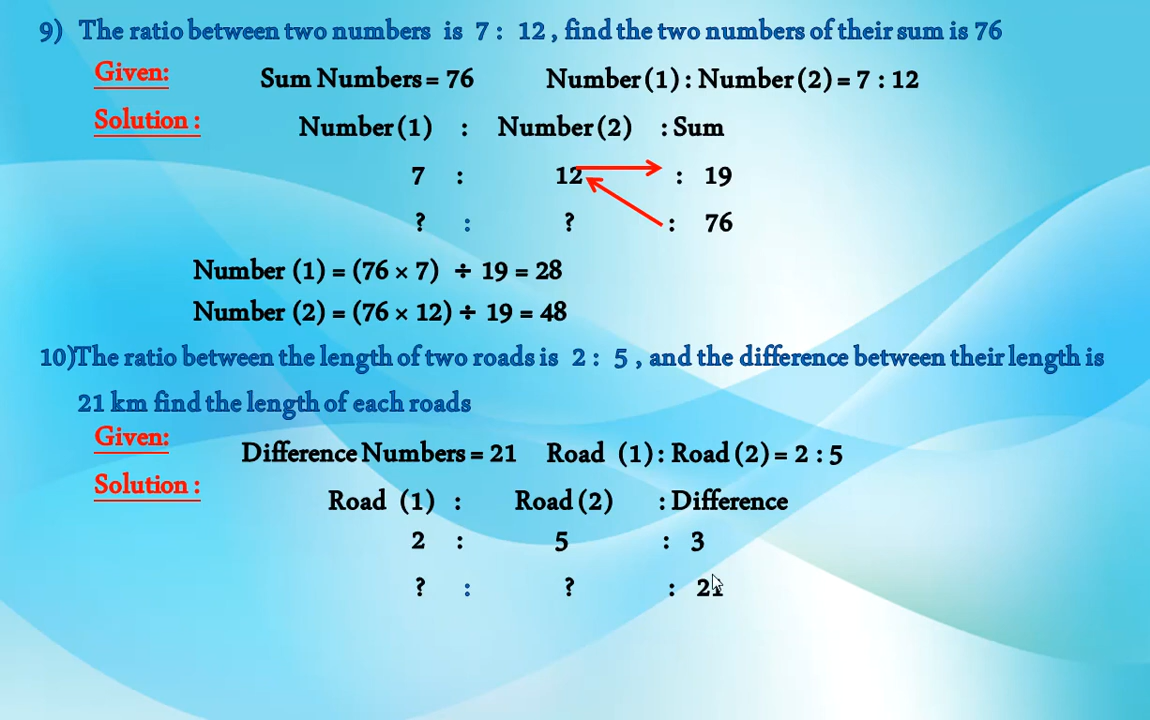 9) The ratio between two numbers is 7 : 12 , find the two numbers of their sum is 76
Given: Sum Numbers = 76 Number (1) : Number (2) = 7 : 12
Solution : Number (1) : Number (2) : Sum
7 : 12 : 19
? : ? : 76
Number (1) = (76 × 7) ÷ 19 = 28
Number (2) = (76 × 12) ÷ 19 = 48
10)The ratio between the length of two roads is 2 : 5 , and the difference between their length is
21 km find the length of each roads
Given: Difference Numbers = 21 Road (1) : Road (2) = 2 : 5
Solution : Road (1) : Road (2) : Difference
2 : 5 : 3
? : ? : 21